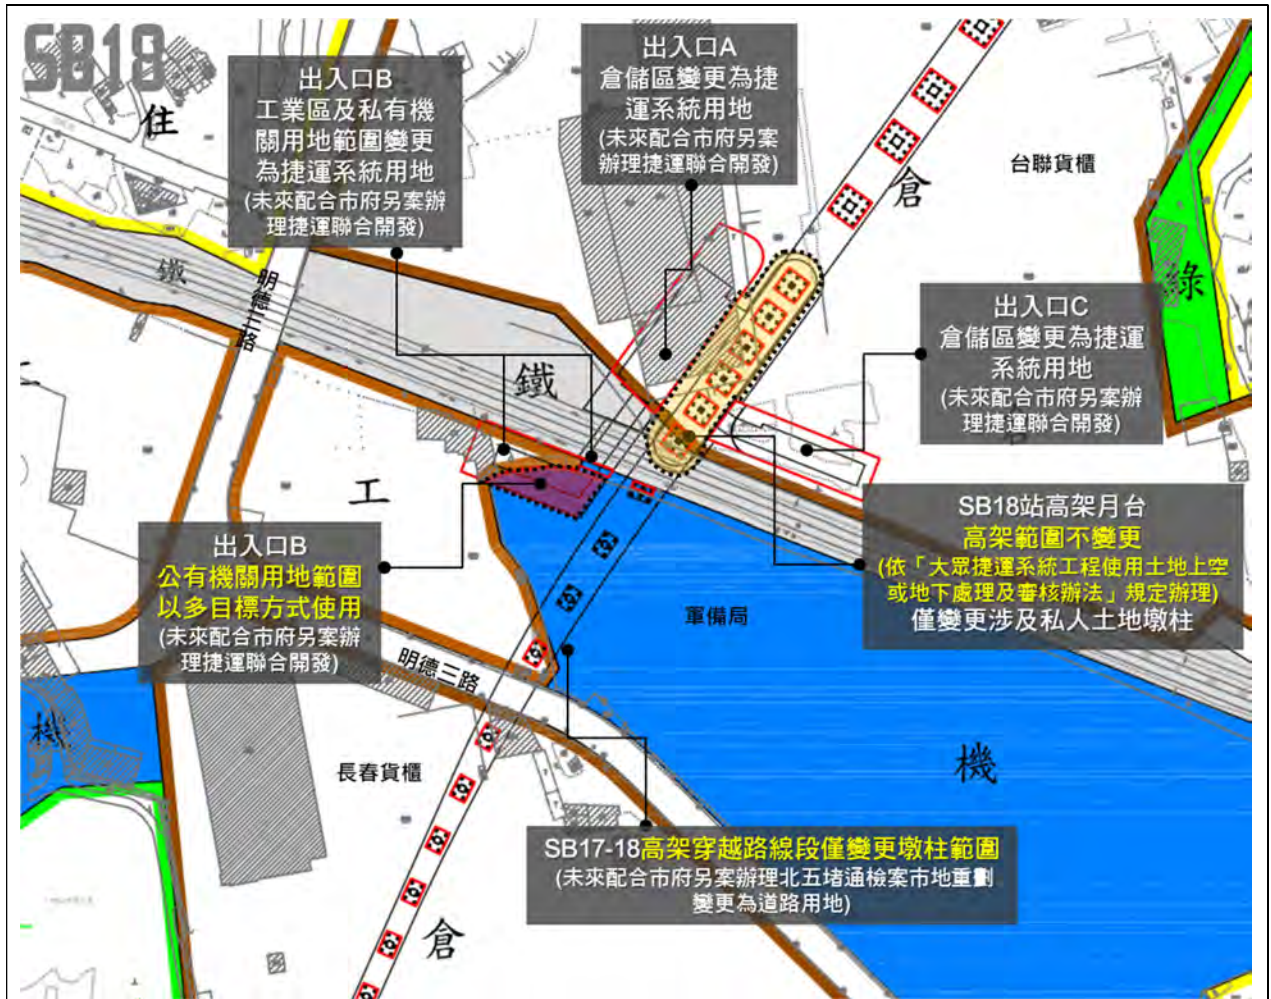 SB18
住
出入口B
工業區及私有機
關用地範圍變更
為捷運系統用地
(未來配合市府另案辦
理捷運聯合開發)
出入口A
倉儲區變更為捷
運系統用地
(未來配合市府另案
辦理捷運聯合開發)
倉
台聯貨櫃
綠
鐵
明德二路
鐵
出入口C
倉儲區變更為捷運
系統用地
(未來配合市府另案辦
理捷運聯合開發)
工
出入口B
公有機關用地範圍
以多目標方式使用
(未來配合市府另案辦
理捷運聯合開發)
SB18站高架月台
高架範圍不變更
(依「大眾捷運系統工程使用土地上空
或地下處理及審核辦法」規定辦理)
僅變更涉及私人土地墩柱
軍備局
明德三路
機
長春貨櫃
機
SB17-18高架穿越路線段僅變更墩柱範圍
(未來配合市府另案辦理北五堵通檢案市地重劃
變更為道路用地)
倉